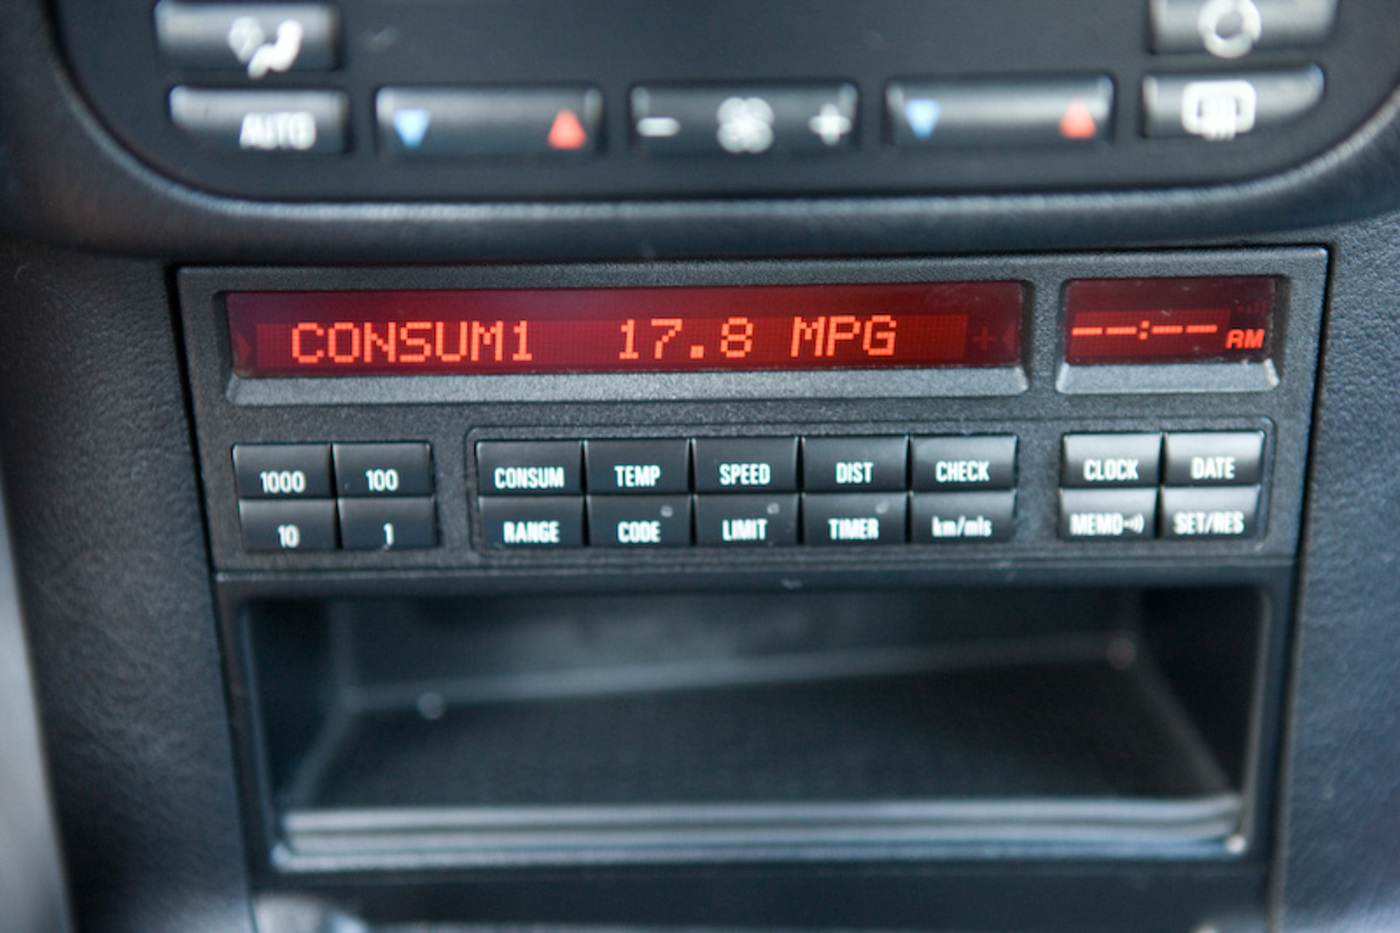 AUTO
CONSUM1 17.8 MPG
--:-- AM
1000 100 CONSUM TEMP SPEED DIST CHECK CLOCK DATE
10 1 RANGE CODE LIMIT TIMER km/mls MEMO SET/RES